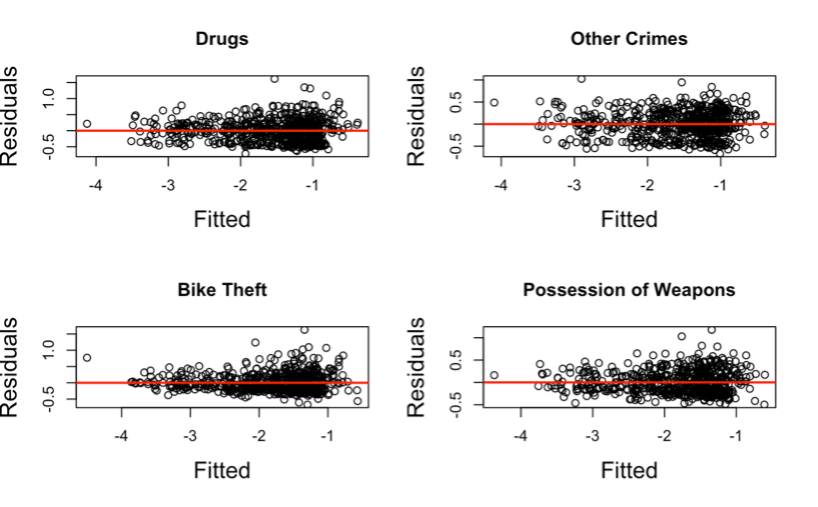 Drugs
Residuals
-0.5 1.0
-4 -3 -2 -1
Fitted
Other Crimes
Residuals
-0.5 0.5
-4 -3 -2 -1
Fitted
Bike Theft
Residuals
-0.5 1.0
-4 -3 -2 -1
Fitted
Possession of Weapons
Residuals
-0.5 0.5
-4 -3 -2 -1
Fitted